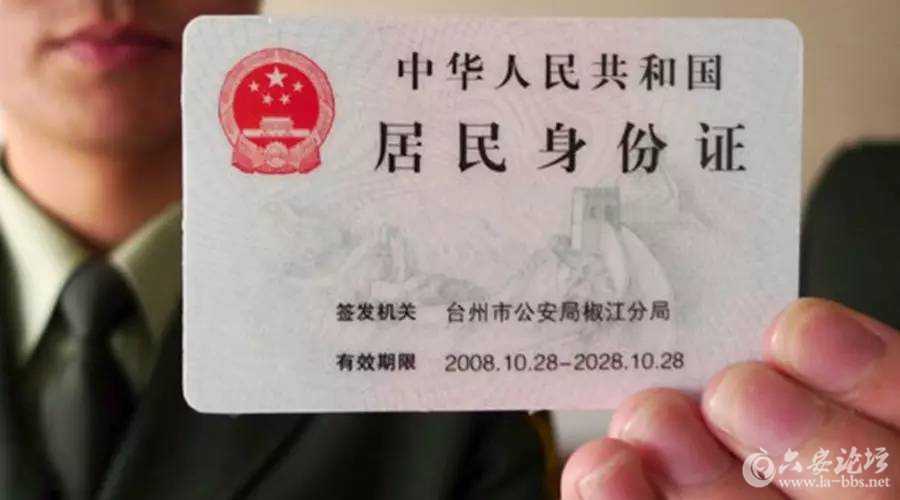 中华人民共和国
居民身份证
签发机关 台州市公安局椒江分局
有效期限 2008.10.28-2028.10.28
六安论坛
www.la-bbs.net